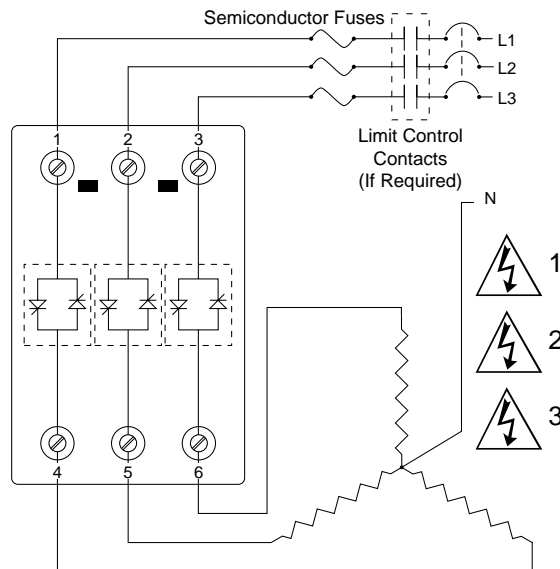 Semiconductor Fuses
L1
L2
L3
Limit Control
Contacts
(If Required)
1 2 3
N
1
2
3
4 5 6